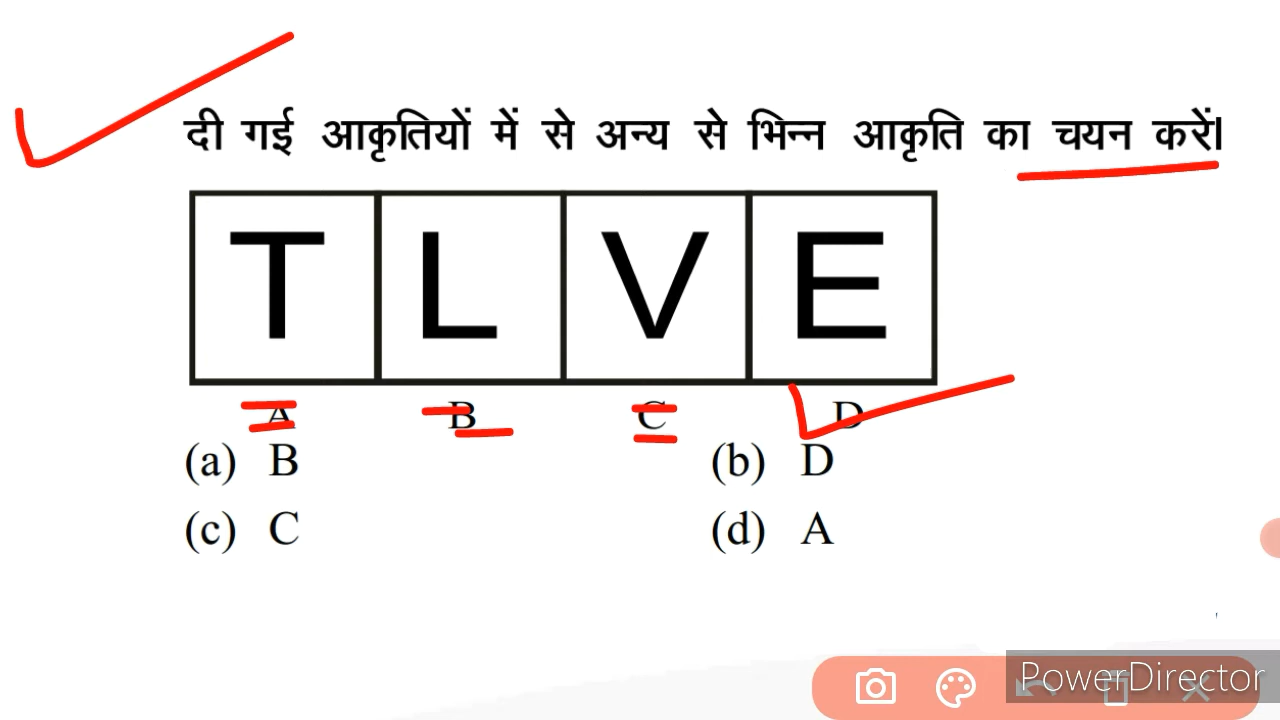 दी गई आकृतियों में से अन्य से भिन्न आकृति का चयन करें।
T L V E
A B C D
(a) B (b) D
(c) C (d) A
PowerDirector